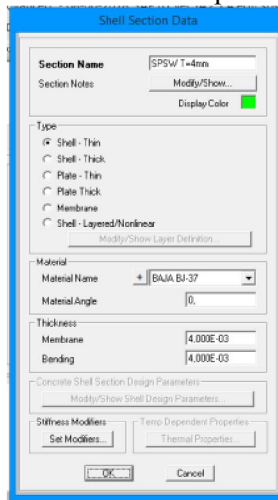 Shell Section Data
Section Name SPSW T=4mm
Section Notes Modify/Show...
Display Color
Type
Shell - Thin
Shell - Thick
Plate - Thin
Plate Thick
Membrane
Shell - Layered/Nonlinear
Modify/Show Layer Definition...
Material
Material Name + BAJA BJ-37
Material Angle 0,
Thickness
Membrane 4,000E-03
Bending 4,000E-03
Concrete Shell Section Design Parameters
Modify/Show Shell Design Parameters...
Stiffness Modifiers Temp Dependent Properties
Set Modifiers... Thermal Properties...
OK Cancel